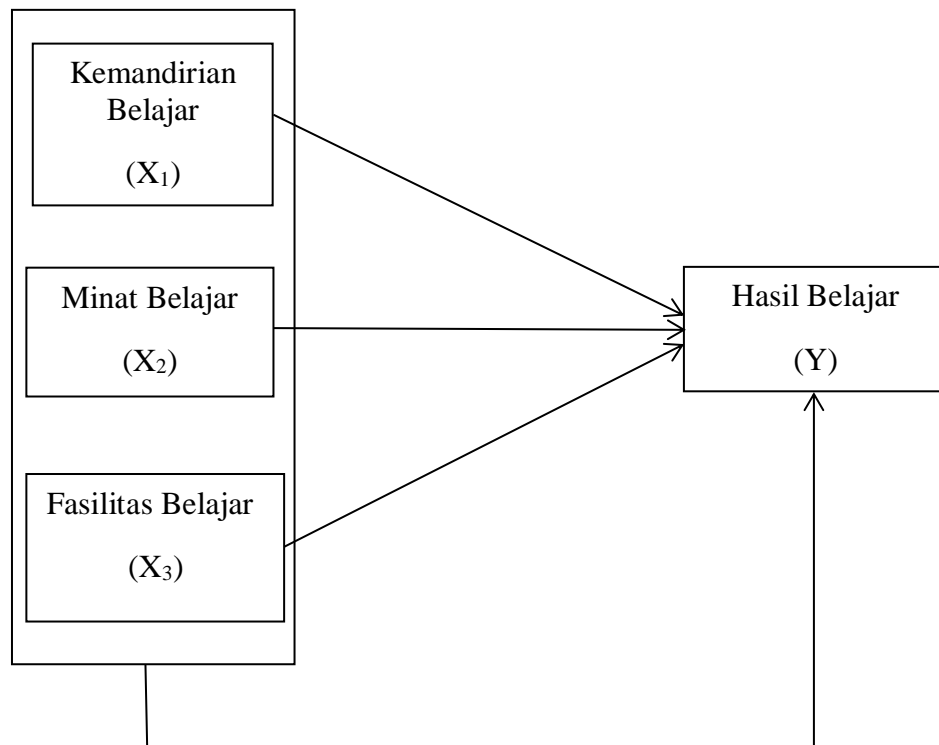 Kemandirian
Belajar
(X₁)
Minat Belajar
(X₂)
Fasilitas Belajar
(X₃)
Hasil Belajar
(Y)